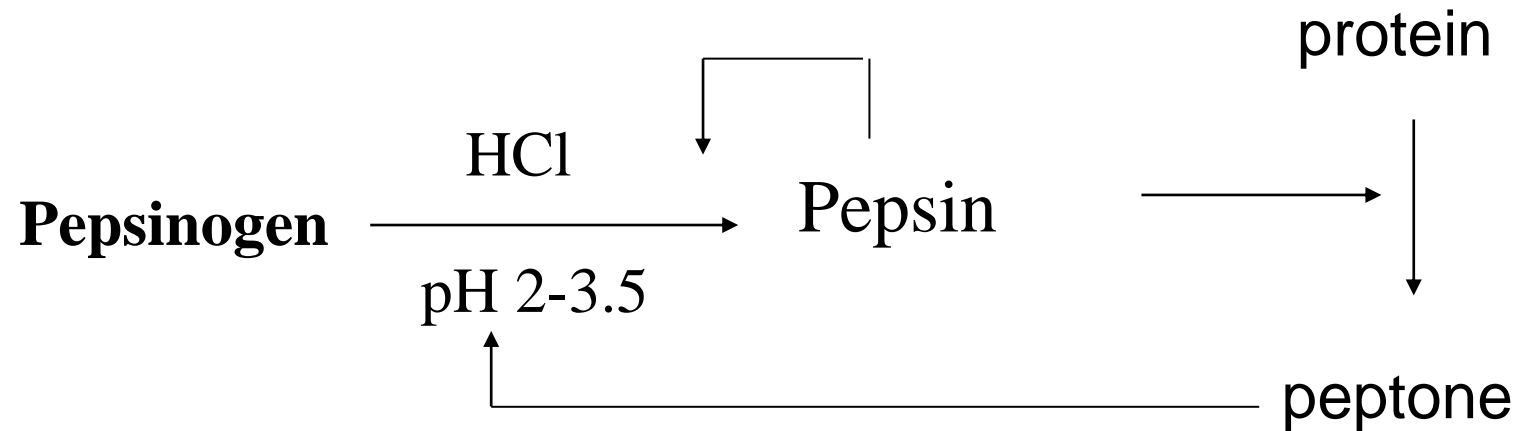 protein
HCl
Pepsinogen
Pepsin
pH 2-3.5
peptone